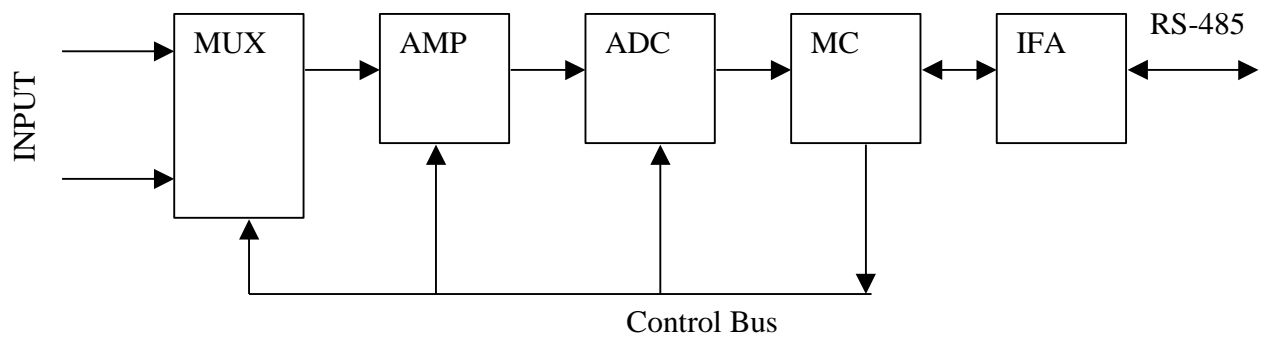 INPUT
MUX
AMP
ADC
MC
IFA
RS-485
Control Bus